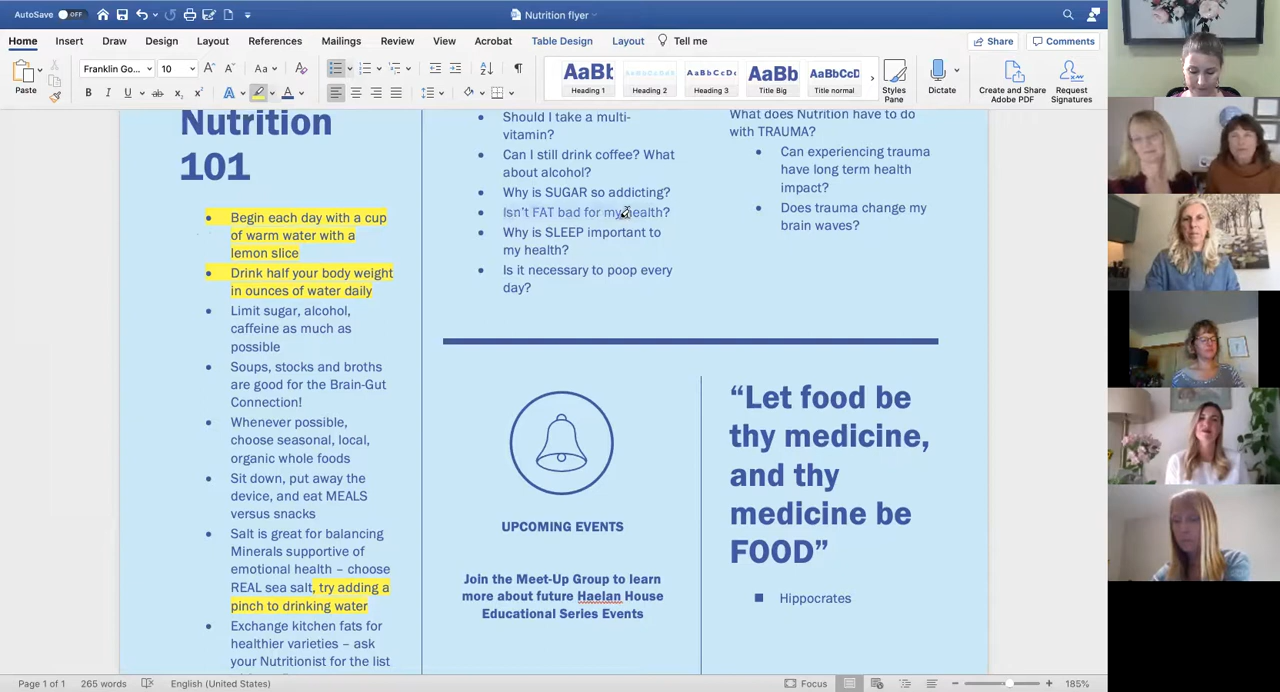 AutoSave OFF
Nutrition flyer
Home Insert Draw Design Layout References Mailings Review View Acrobat Table Design Layout Tell me
Share Comments
Paste
Franklin Go... 10
Aa
B I U ab x₂ x² A A
AaBb
Heading 1
AaBbCcDd
Heading 2
AaBbCcDc
Heading 3
AaBb
Title Big
AaBbCcD
Title normal
Styles
Pane
Dictate
Create and Share
Adobe PDF
Request
Signatures
Nutrition
101
• Begin each day with a cup
of warm water with a
lemon slice
• Drink half your body weight
in ounces of water daily
• Limit sugar, alcohol,
caffeine as much as
possible
• Soups, stocks and broths
are good for the Brain-Gut
Connection!
• Whenever possible,
choose seasonal, local,
organic whole foods
• Sit down, put away the
device, and eat MEALS
versus snacks
• Salt is great for balancing
Minerals supportive of
emotional health – choose
REAL sea salt, try adding a
pinch to drinking water
• Exchange kitchen fats for
healthier varieties – ask
your Nutritionist for the list
• Should I take a multi-
vitamin?
• Can I still drink coffee? What
about alcohol?
• Why is SUGAR so addicting?
• Isn't FAT bad for my health?
• Why is SLEEP important to
my health?
• Is it necessary to poop every
day?
What does Nutrition have to do
with TRAUMA?
• Can experiencing trauma
have long term health
impact?
• Does trauma change my
brain waves?
UPCOMING EVENTS
Join the Meet-Up Group to learn
more about future Haelan House
Educational Series Events
“Let food be
thy medicine,
and thy
medicine be
FOOD”
■ Hippocrates
Page 1 of 1 265 words English (United States) Focus 185%